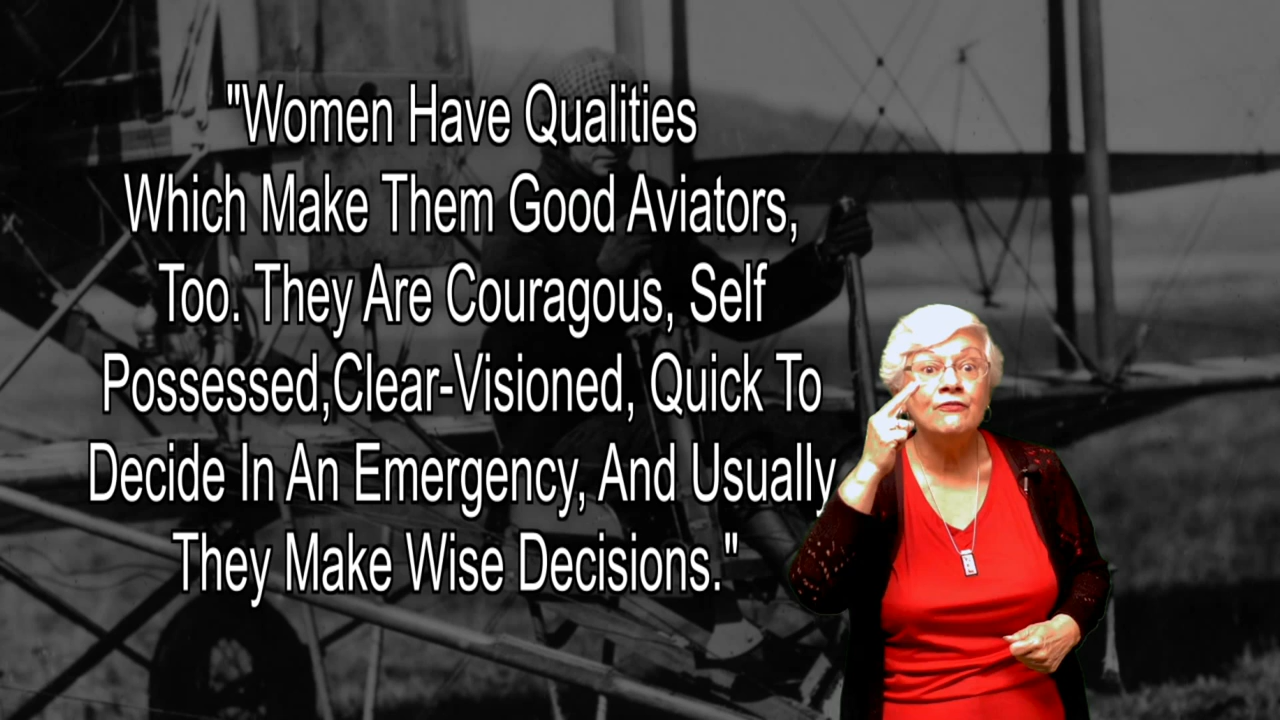 "Women Have Qualities
Which Make Them Good Aviators,
Too. They Are Couragous, Self
Possessed,Clear-Visioned, Quick To
Decide In An Emergency, And Usually
They Make Wise Decisions."